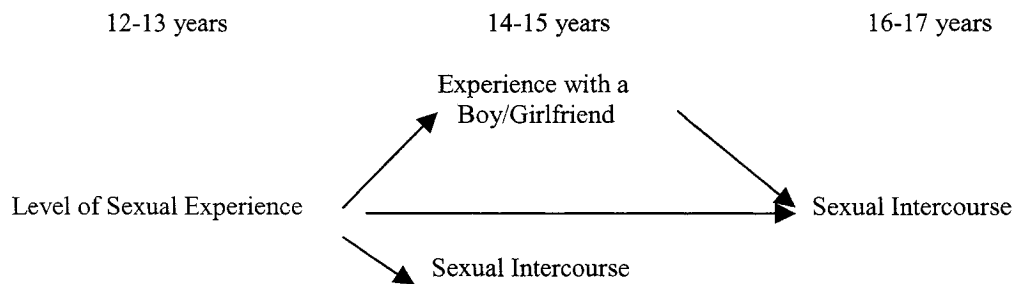 12-13 years 14-15 years 16-17 years
Experience with a
Boy/Girlfriend
Level of Sexual Experience Sexual Intercourse
Sexual Intercourse